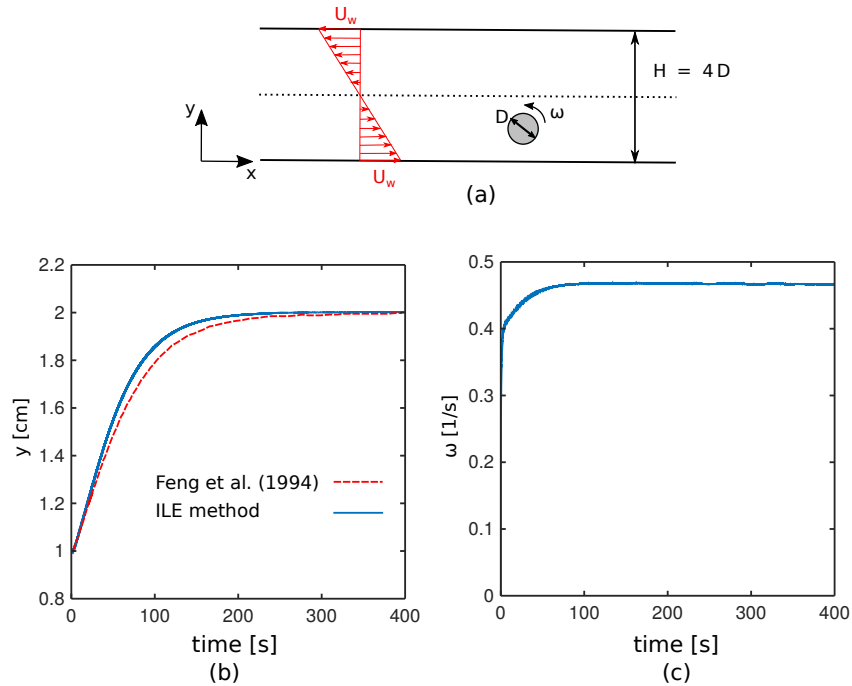 U_w
H = 4D
y
D
ω
x
U_w
(a)
2.2
2
1.8
1.6
1.4
1.2
1
0.8
y [cm]
Feng et al. (1994)
ILE method
0 100 200 300 400
time [s]
(b)
0.5
0.4
0.3
0.2
0.1
0
ω [1/s]
0 100 200 300 400
time [s]
(c)